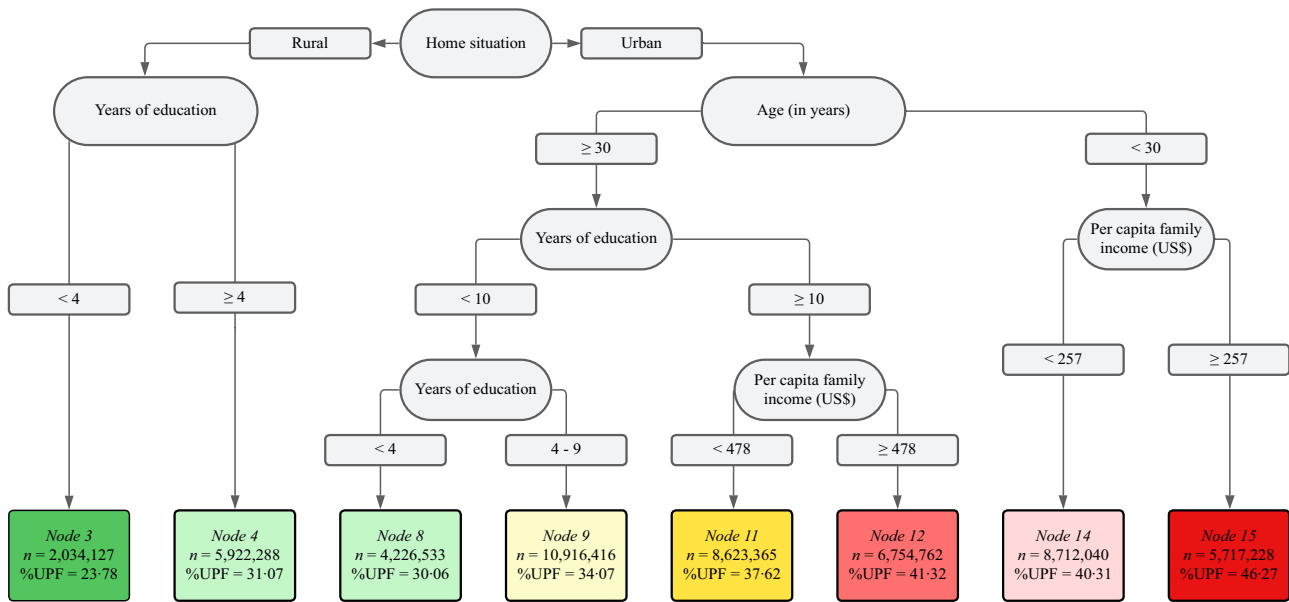 Rural
Home situation
Urban
Years of education
Age (in years)
≥ 30
< 30
Years of education
Per capita family
income (US$)
< 4
≥ 4
< 10
≥ 10
< 257
≥ 257
Years of education
Per capita family
income (US$)
< 4
4 - 9
< 478
≥ 478
Node 3
n = 2,034,127
%UPF = 23·78
Node 4
n = 5,922,288
%UPF = 31·07
Node 8
n = 4,226,533
%UPF = 30·06
Node 9
n = 10,916,416
%UPF = 34·07
Node 11
n = 8,623,365
%UPF = 37·62
Node 12
n = 6,754,762
%UPF = 41·32
Node 14
n = 8,712,040
%UPF = 40·31
Node 15
n = 5,717,228
%UPF = 46·27